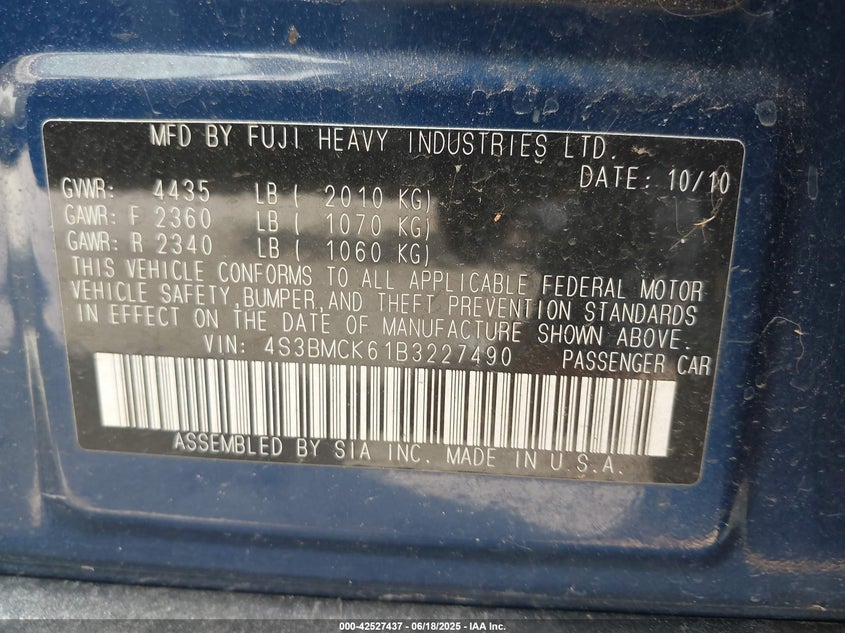 MFD BY FUJI HEAVY INDUSTRIES LTD.
DATE: 10/10
GVWR: 4435 LB ( 2010 KG)
GAWR: F 2360 LB ( 1070 KG)
GAWR: R 2340 LB ( 1060 KG)
THIS VEHICLE CONFORMS TO ALL APPLICABLE FEDERAL MOTOR
VEHICLE SAFETY, BUMPER, AND THEFT PREVENTION STANDARDS
IN EFFECT ON THE DATE OF MANUFACTURE SHOWN ABOVE.
VIN: 4S3BMCK61B3227490 PASSENGER CAR
ASSEMBLED BY SIA INC. MADE IN U.S.A.
000-42527437 - 06/18/2025 - IAA Inc.